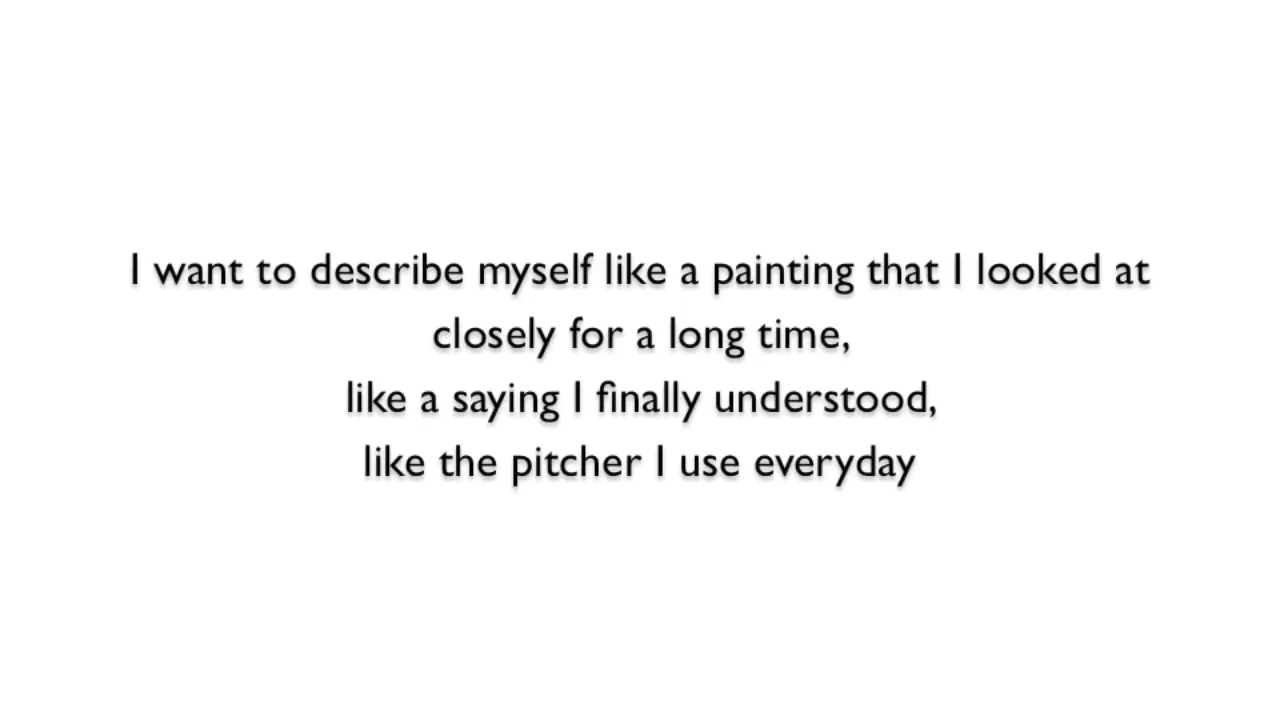 I want to describe myself like a painting that I looked at
closely for a long time,
like a saying I finally understood,
like the pitcher I use everyday